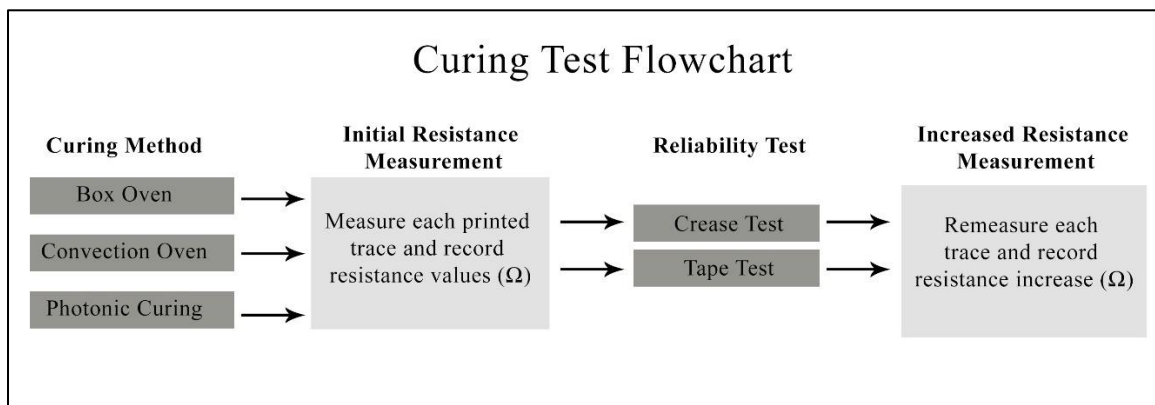 Curing Test Flowchart
Curing Method
Box Oven
Convection Oven
Photonic Curing
Initial Resistance
Measurement
Measure each printed
trace and record
resistance values (Ω)
Reliability Test
Crease Test
Tape Test
Increased Resistance
Measurement
Remeasure each
trace and record
resistance increase (Ω)